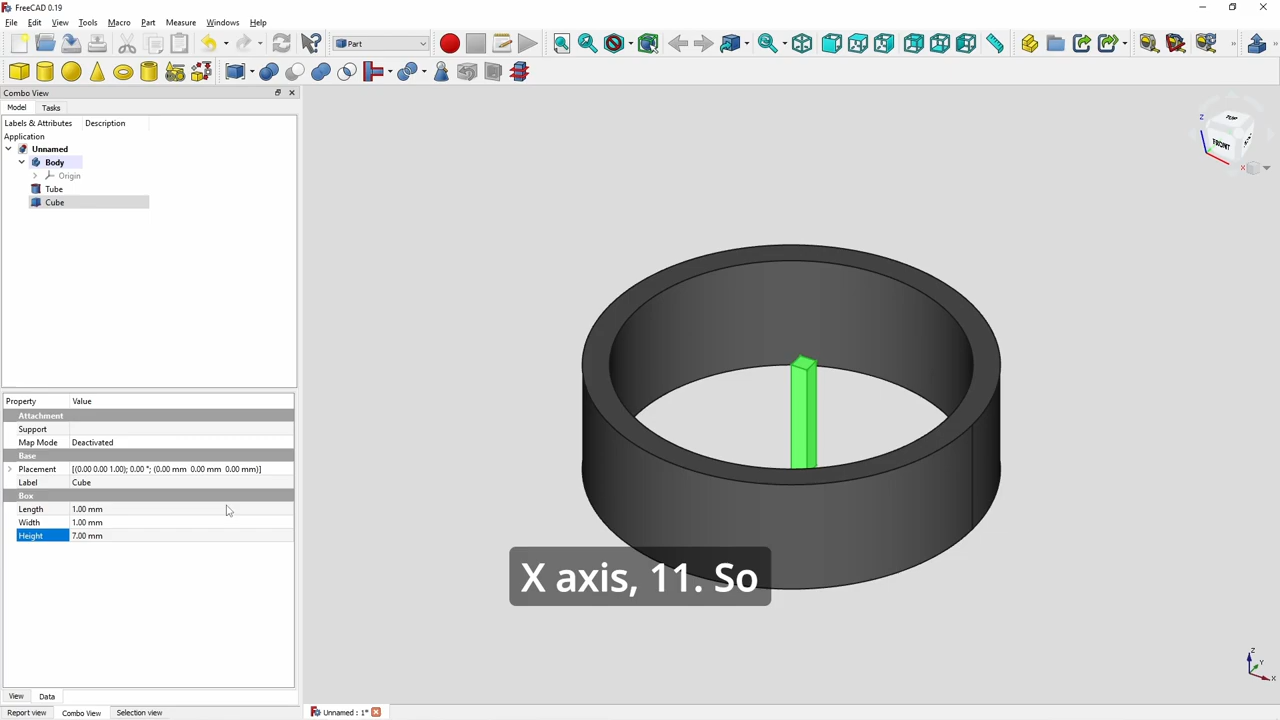 FreeCAD 0.19
File Edit View Tools Macro Part Measure Windows Help
Part
Combo View
Model Tasks
Labels & Attributes Description
Application
Unnamed
Body
Origin
Tube
Cube
Property Value
Attachment
Support
Map Mode Deactivated
Base
Placement [(0.00 0.00 1.00); 0.00 °; (0.00 mm 0.00 mm 0.00 mm)]
Label Cube
Box
Length 1.00 mm
Width 1.00 mm
Height 7.00 mm
View Data
Report view Combo View Selection view
Unnamed : 1*
TOP
FRONT
Z
X
X axis, 11. So
Z
Y
X